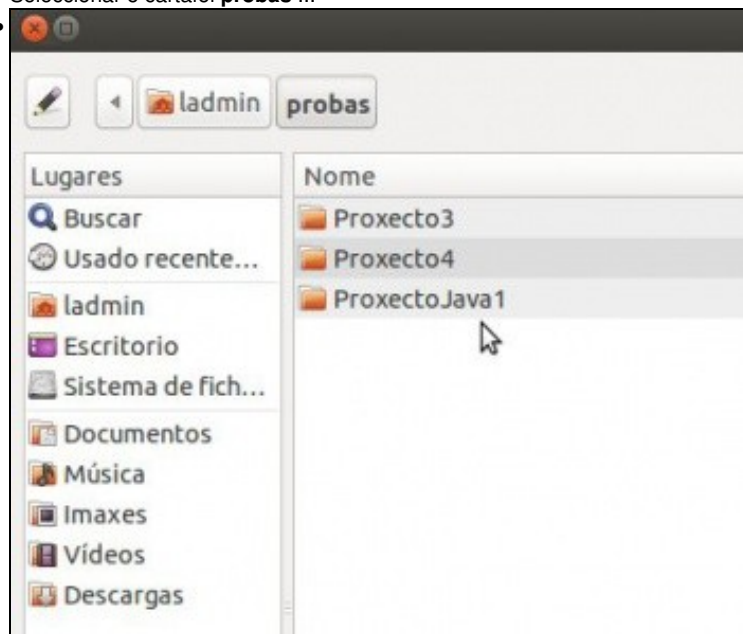 Seleccionar o cartafol probas ...
ladmin probas
Lugares
Nome
Buscar
Usado recente...
ladmin
Escritorio
Sistema de fich...
Documentos
Música
Imaxes
Vídeos
Descargas
Proxecto3
Proxecto4
ProxectoJava1